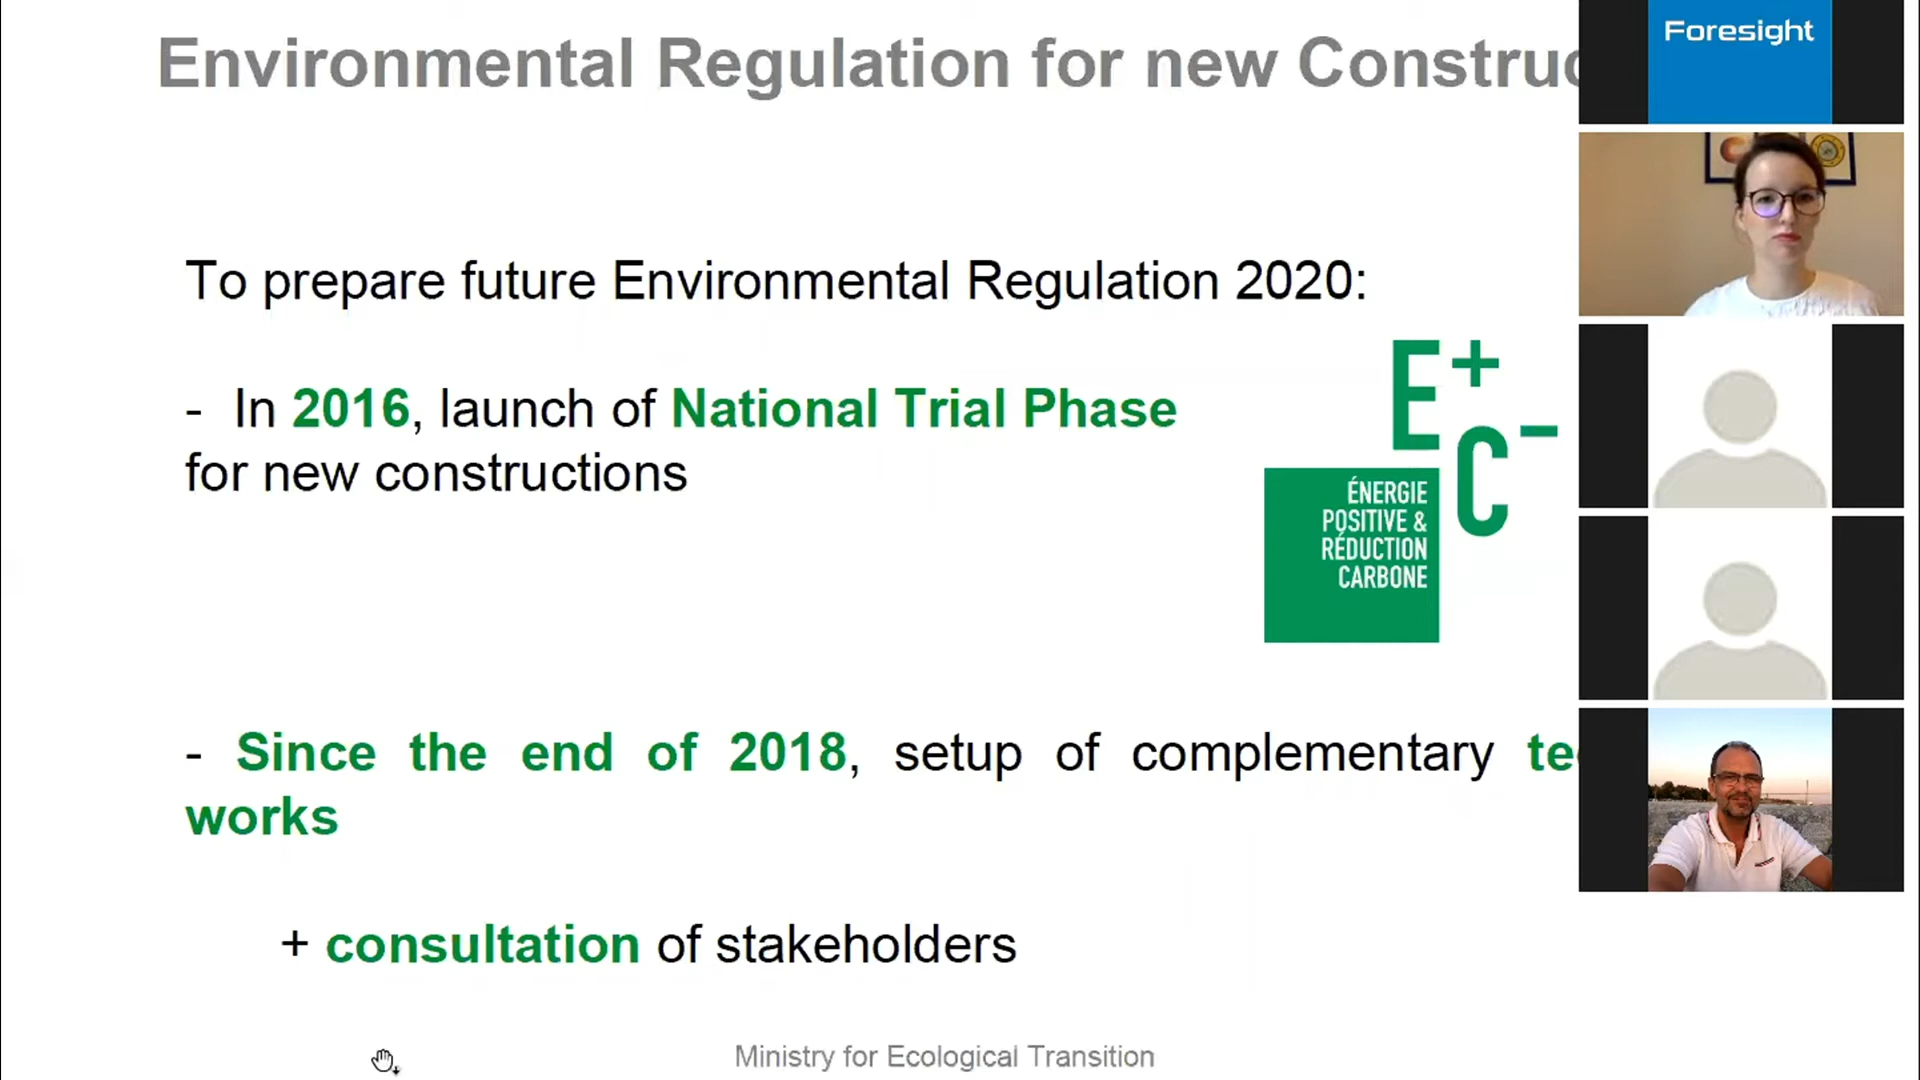 Environmental Regulation for new
Foresight
To prepare future Environmental Regulation 2020:
- In 2016, launch of National Trial Phase
for new constructions
E+
C-
ÉNERGIE
POSITIVE &
RÉDUCTION
CARBONE
- Since the end of 2018, setup of complementary
works
+ consultation of stakeholders
Ministry for Ecological Transition